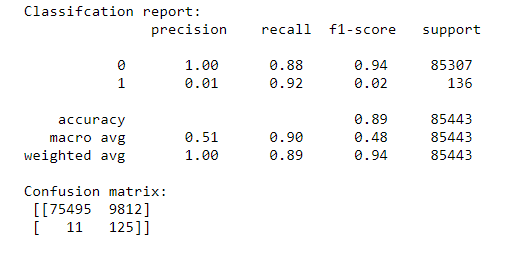 Classifcation report:
precision recall f1-score support
0 1.00 0.88 0.94 85307
1 0.01 0.92 0.02 136
accuracy 0.89 85443
macro avg 0.51 0.90 0.48 85443
weighted avg 1.00 0.89 0.94 85443
Confusion matrix:
[[75495 9812]
[ 11 125]]